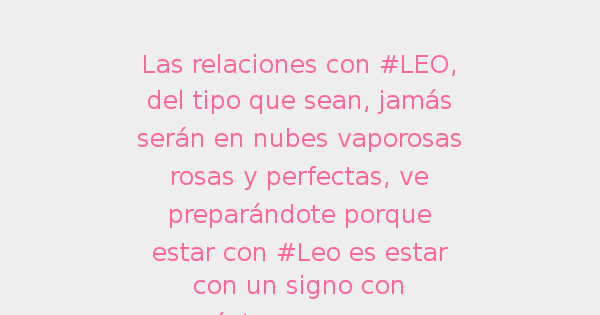 Las relaciones con #LEO,
del tipo que sean, jamás
serán en nubes vaporosas
rosas y perfectas, ve
preparándote porque
estar con #Leo es estar
con un signo con